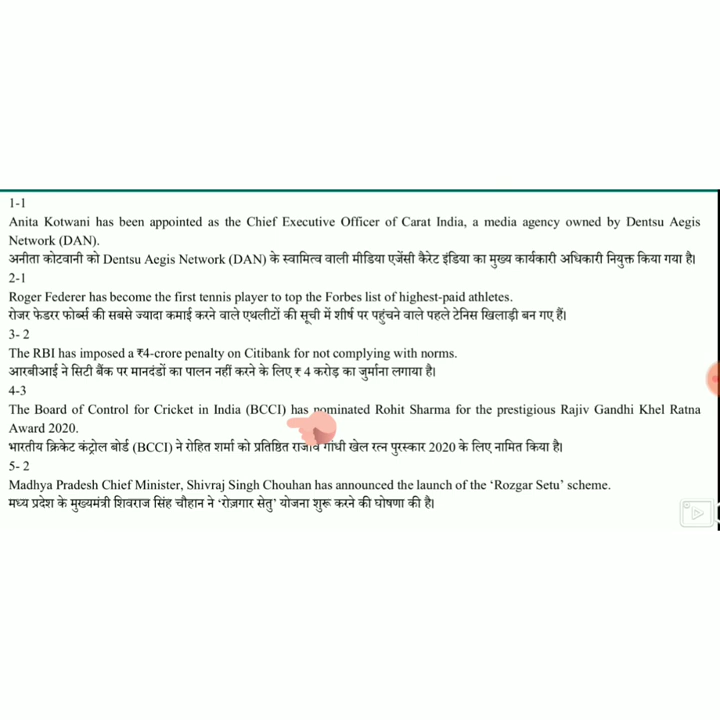 1-1
Anita Kotwani has been appointed as the Chief Executive Officer of Carat India, a media agency owned by Dentsu Aegis
Network (DAN).
अनीता कोटवानी को Dentsu Aegis Network (DAN) के स्वामित्व वाली मीडिया एजेंसी कैरेट इंडिया का मुख्य कार्यकारी अधिकारी नियुक्त किया गया है।
2-1
Roger Federer has become the first tennis player to top the Forbes list of highest-paid athletes.
रोजर फेडरर फोर्ब्स की सबसे ज्यादा कमाई करने वाले एथलीटों की सूची में शीर्ष पर पहुंचने वाले पहले टेनिस खिलाड़ी बन गए हैं।
3- 2
The RBI has imposed a ₹4-crore penalty on Citibank for not complying with norms.
आरबीआई ने सिटी बैंक पर मानदंडों का पालन नहीं करने के लिए ₹ 4 करोड़ का जुर्माना लगाया है।
4-3
The Board of Control for Cricket in India (BCCI) has nominated Rohit Sharma for the prestigious Rajiv Gandhi Khel Ratna
Award 2020.
भारतीय क्रिकेट कंट्रोल बोर्ड (BCCI) ने रोहित शर्मा को प्रतिष्ठित राजीव गांधी खेल रत्न पुरस्कार 2020 के लिए नामित किया है।
5- 2
Madhya Pradesh Chief Minister, Shivraj Singh Chouhan has announced the launch of the ‘Rozgar Setu’ scheme.
मध्य प्रदेश के मुख्यमंत्री शिवराज सिंह चौहान ने ‘रोज़गार सेतु’ योजना शुरू करने की घोषणा की है।